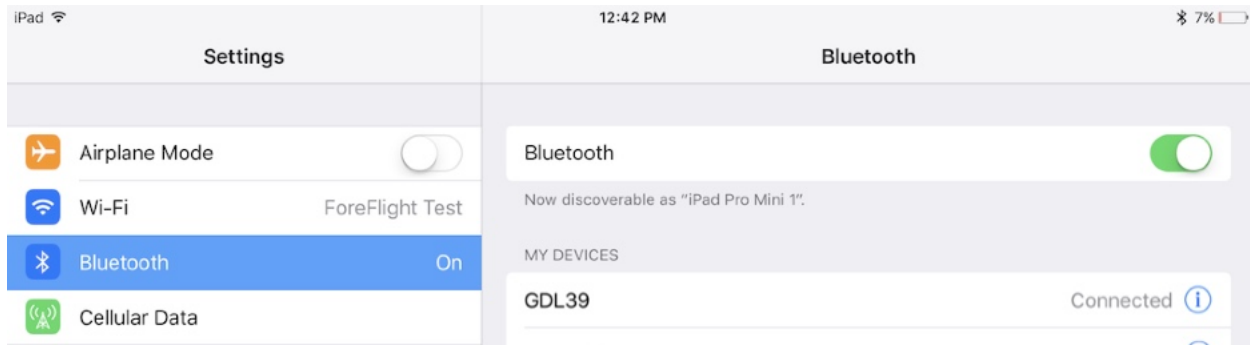 iPad 12:42 PM 7%
Settings Bluetooth
Airplane Mode
Wi-Fi ForeFlight Test
Bluetooth On
Cellular Data
Bluetooth
Now discoverable as “iPad Pro Mini 1”.
MY DEVICES
GDL39 Connected